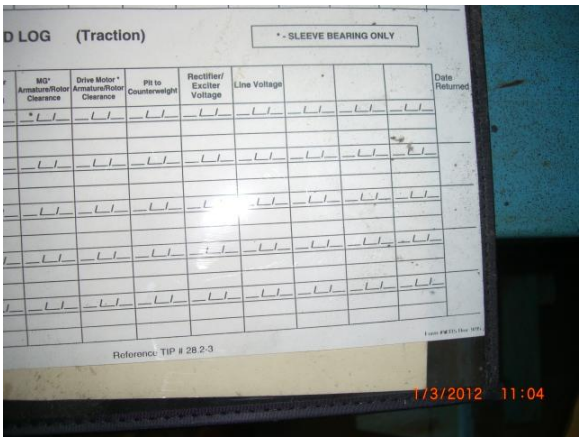 D LOG (Traction)
* - SLEEVE BEARING ONLY
MG*
Armature/Rotor
Clearance
Drive Motor *
Armature/Rotor
Clearance
Pit to
Counterweight
Rectifier/
Exciter
Voltage
Line Voltage
Date
Returned
Reference TIP # 28.2-3
1/3/2012 11:04